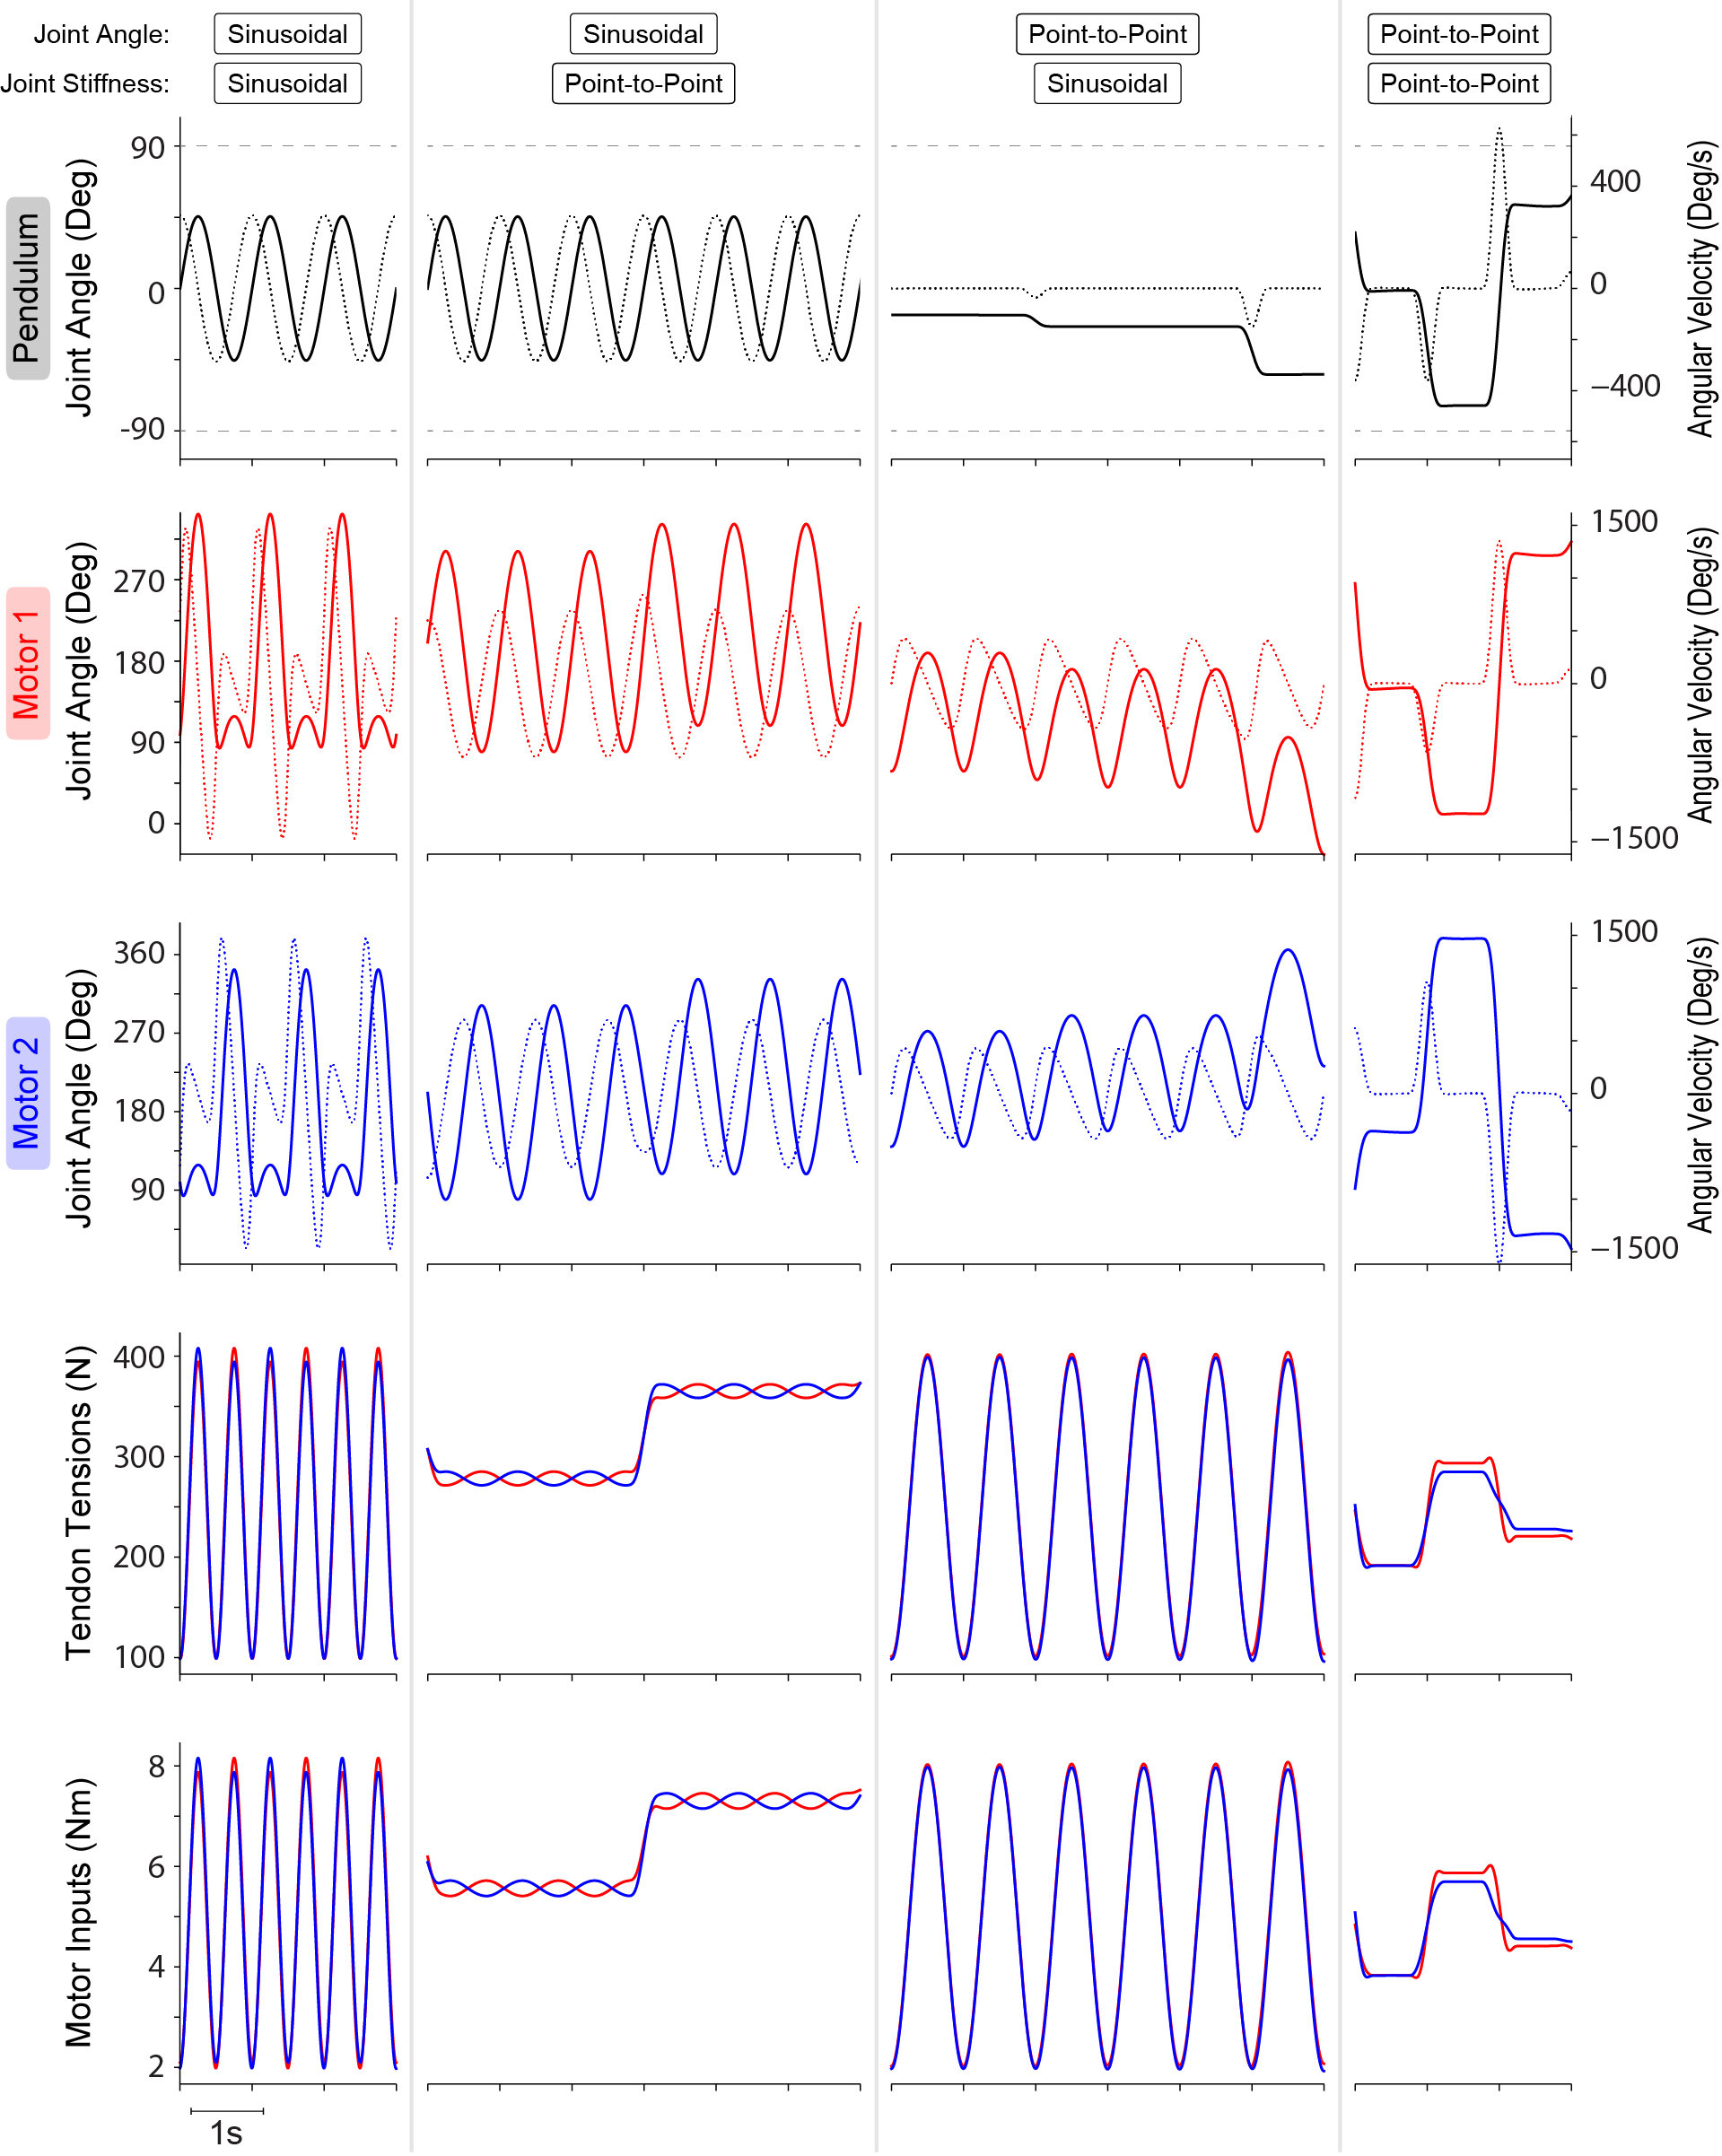 Joint Angle: Sinusoidal Sinusoidal Point-to-Point Point-to-Point
Joint Stiffness: Sinusoidal Point-to-Point Sinusoidal Point-to-Point
Pendulum
Joint Angle (Deg)
90
0
-90
400
0
−400
Angular Velocity (Deg/s)
Motor 1
Joint Angle (Deg)
270
180
90
0
1500
0
−1500
Angular Velocity (Deg/s)
Motor 2
Joint Angle (Deg)
360
270
180
90
1500
0
−1500
Angular Velocity (Deg/s)
Tendon Tensions (N)
400
300
200
100
Motor Inputs (Nm)
8
6
4
2
1s